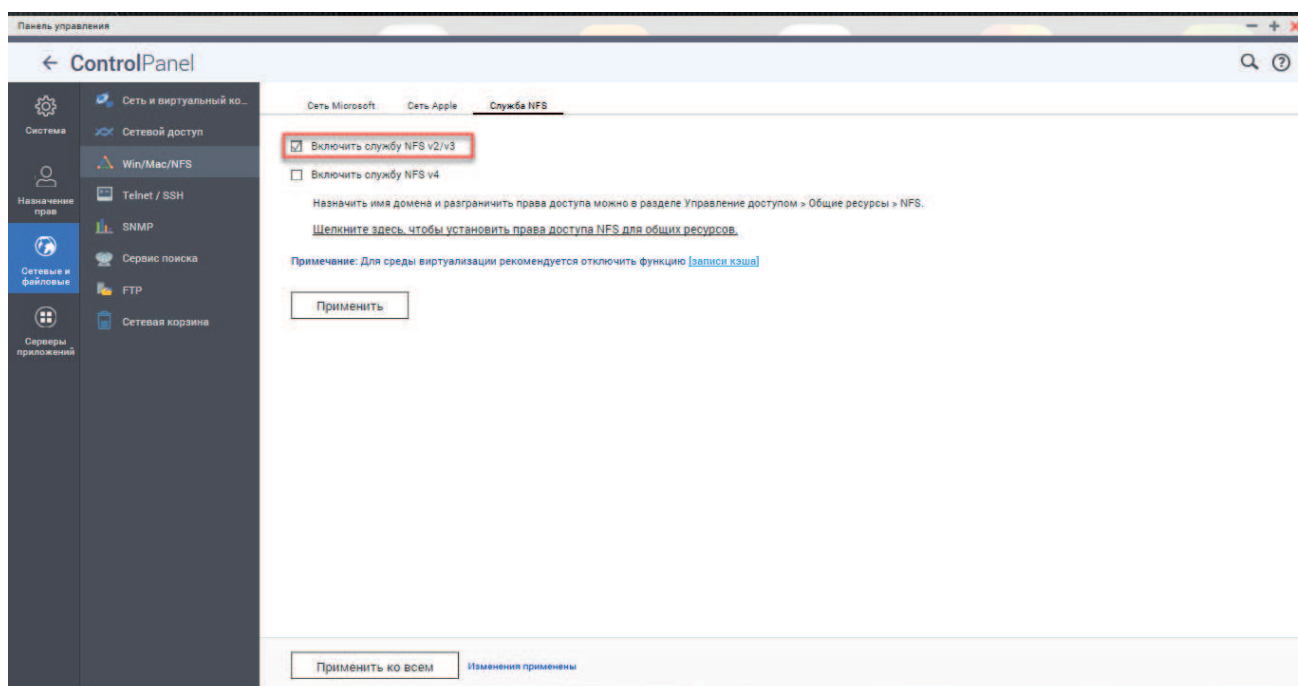 Панель управления
ControlPanel
Система
Назначение
прав
Сетевые и
файловые
Серверы
приложений
Сеть и виртуальный ко...
Сетевой доступ
Win/Mac/NFS
Telnet / SSH
SNMP
Сервис поиска
FTP
Сетевая корзина
Сеть Microsoft Сеть Apple Служба NFS
Включить службу NFS v2/v3
Включить службу NFS v4
Назначить имя домена и разграничить права доступа можно в разделе Управление доступом > Общие ресурсы > NFS.
Щелкните здесь, чтобы установить права доступа NFS для общих ресурсов.
Примечание: Для среды виртуализации рекомендуется отключить функцию [записи кэша]
Применить
Применить ко всем Изменения применены